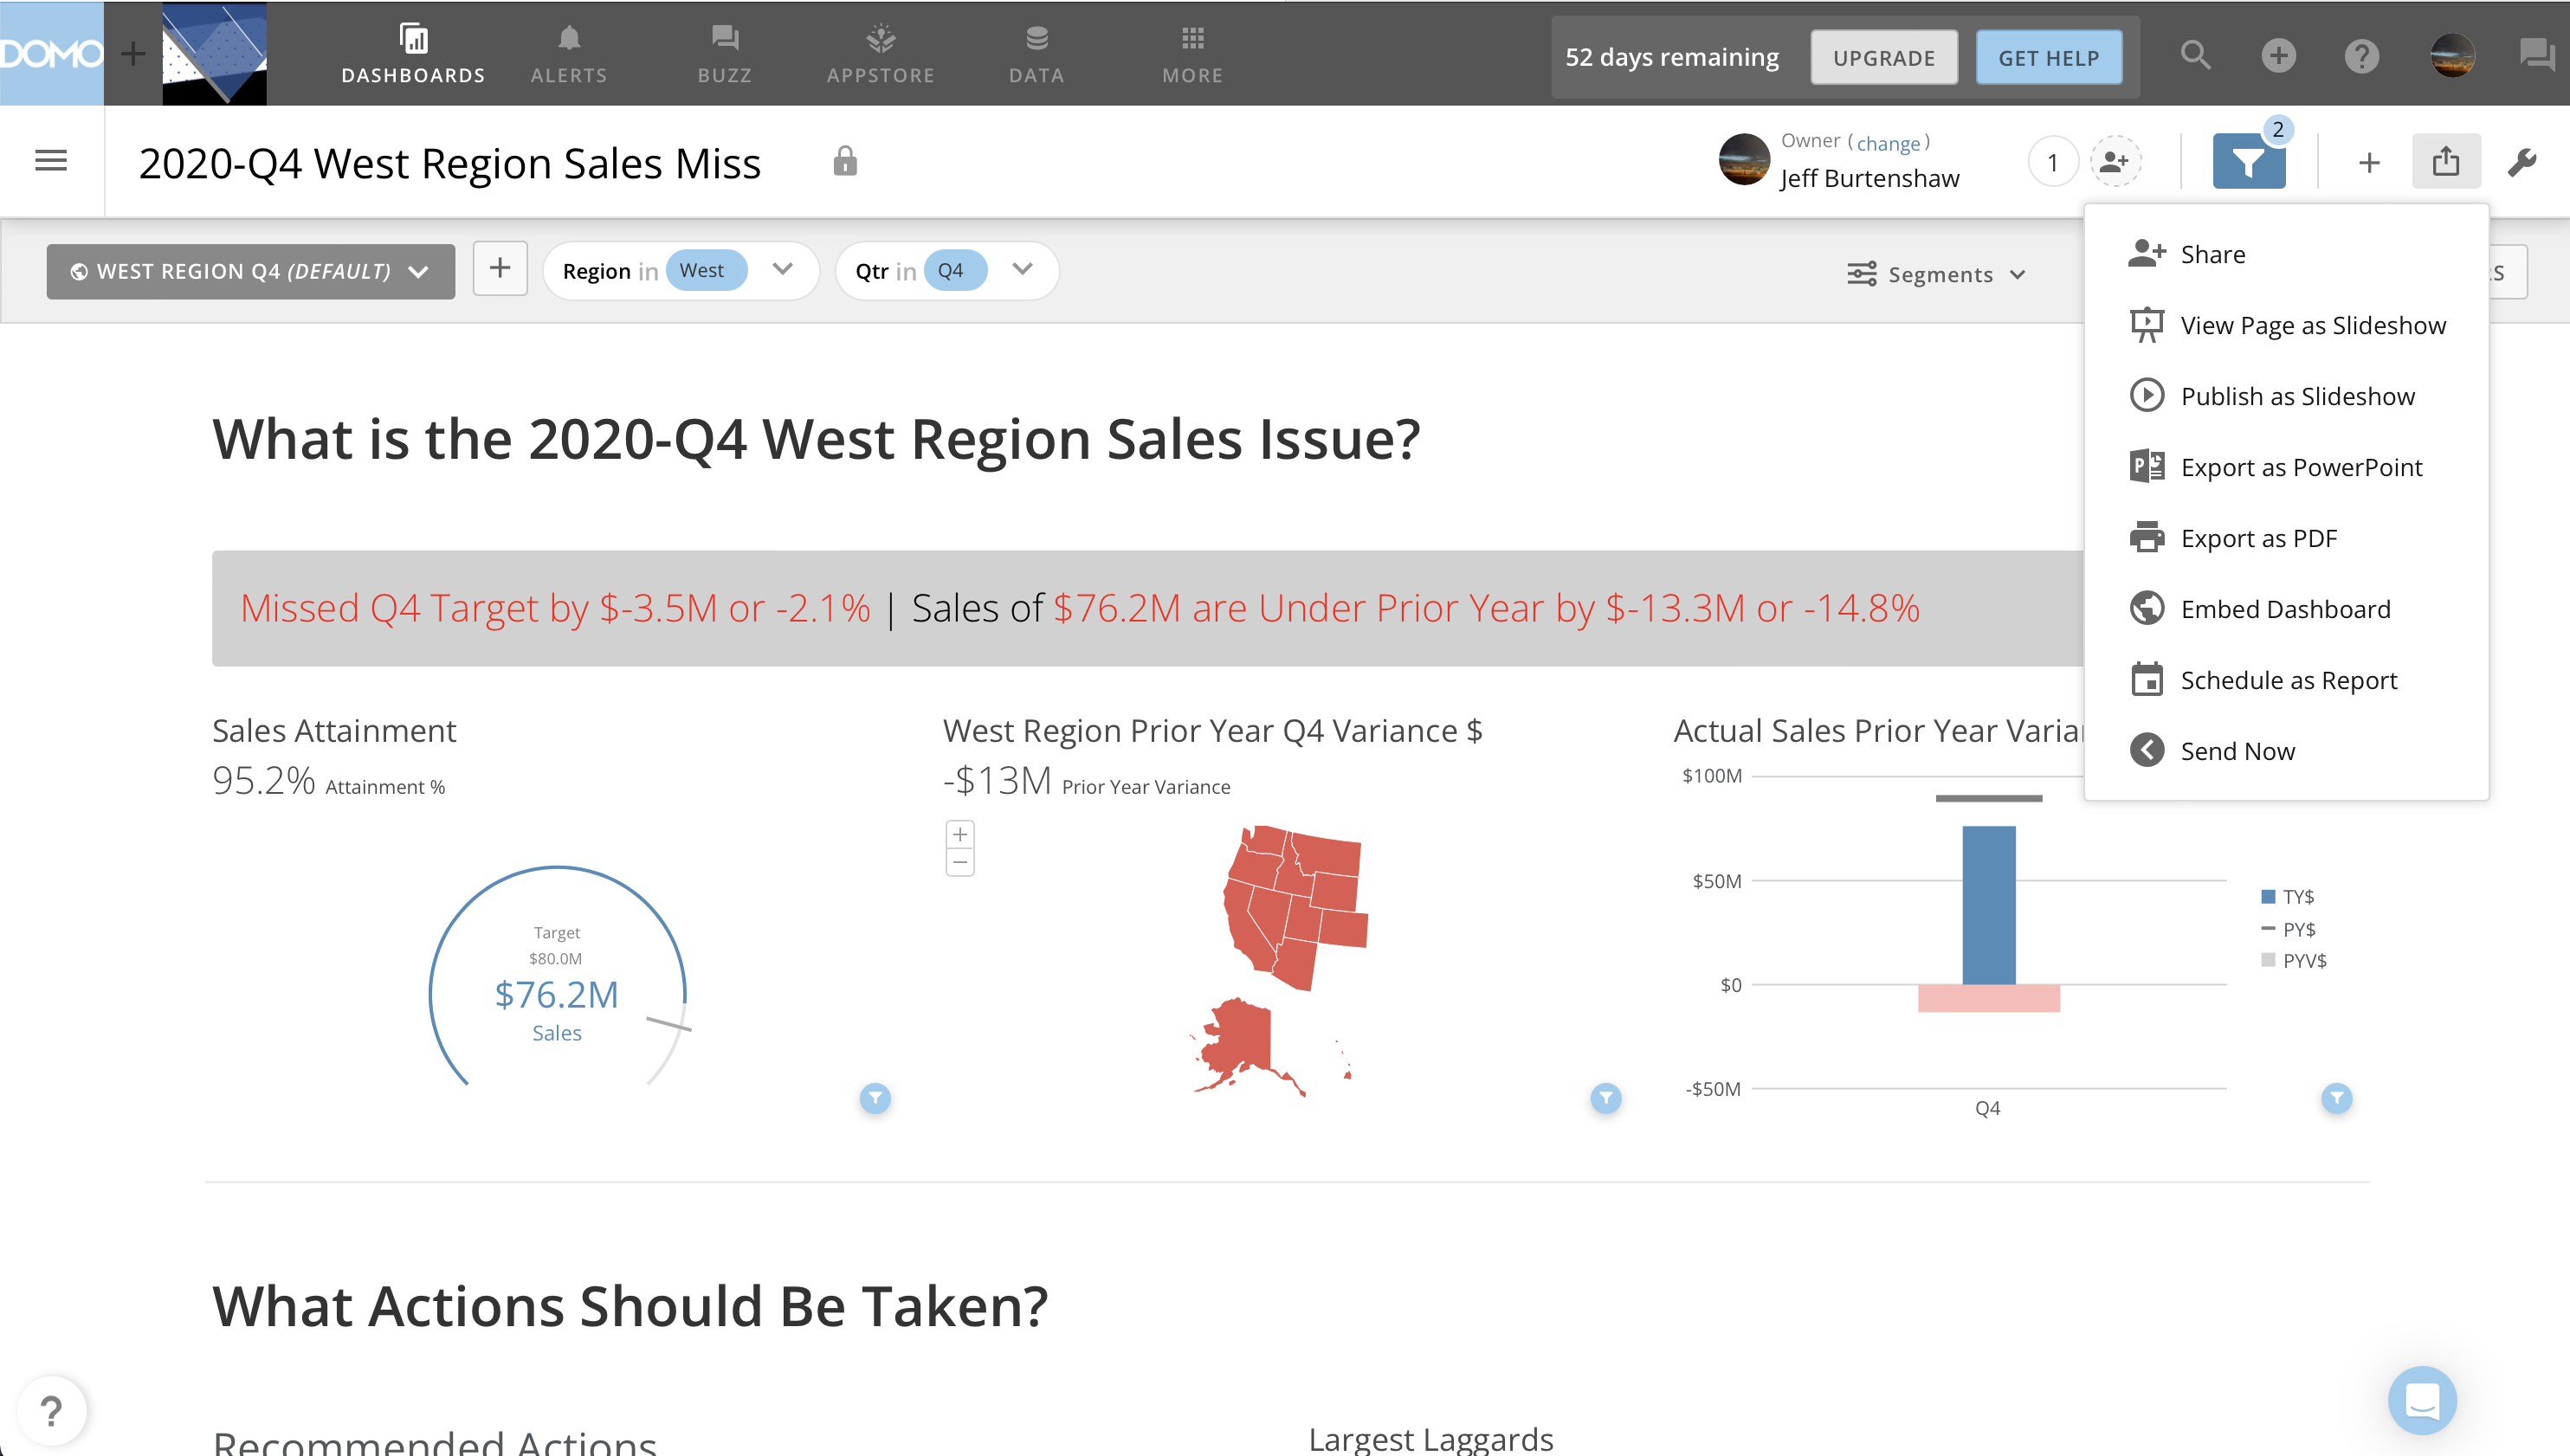 DOMO
DASHBOARDS
ALERTS
BUZZ
APPSTORE
DATA
MORE
52 days remaining
UPGRADE
GET HELP
2020-Q4 West Region Sales Miss
Owner (change)
Jeff Burtenshaw
1
2
WEST REGION Q4 (DEFAULT)
Region in West
Qtr in Q4
Segments
Share
View Page as Slideshow
Publish as Slideshow
Export as PowerPoint
Export as PDF
Embed Dashboard
Schedule as Report
Send Now
What is the 2020-Q4 West Region Sales Issue?
Missed Q4 Target by $-3.5M or -2.1% | Sales of $76.2M are Under Prior Year by $-13.3M or -14.8%
Sales Attainment
95.2% Attainment %
Target
$80.0M
$76.2M
Sales
West Region Prior Year Q4 Variance $
-$13M Prior Year Variance
+
−
Actual Sales Prior Year Varia
$100M
$50M
$0
-$50M
Q4
TY$
PY$
PYV$
What Actions Should Be Taken?
Recommended Actions
Largest Laggards
?